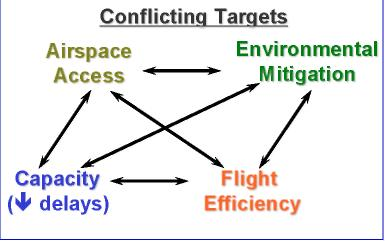 Conflicting Targets
Airspace
Access
Environmental
Mitigation
Capacity
(🡻 delays)
Flight
Efficiency